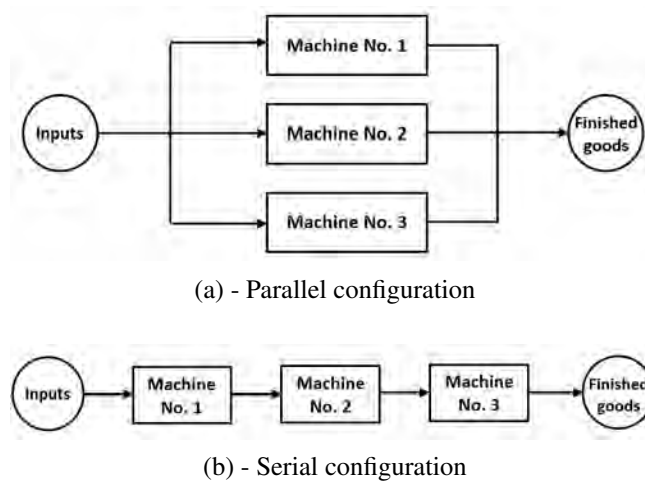 Machine No. 1
Inputs
Machine No. 2
Finished
goods
Machine No. 3
(a) - Parallel configuration
Inputs
Machine
No. 1
Machine
No. 2
Machine
No. 3
Finished
goods
(b) - Serial configuration